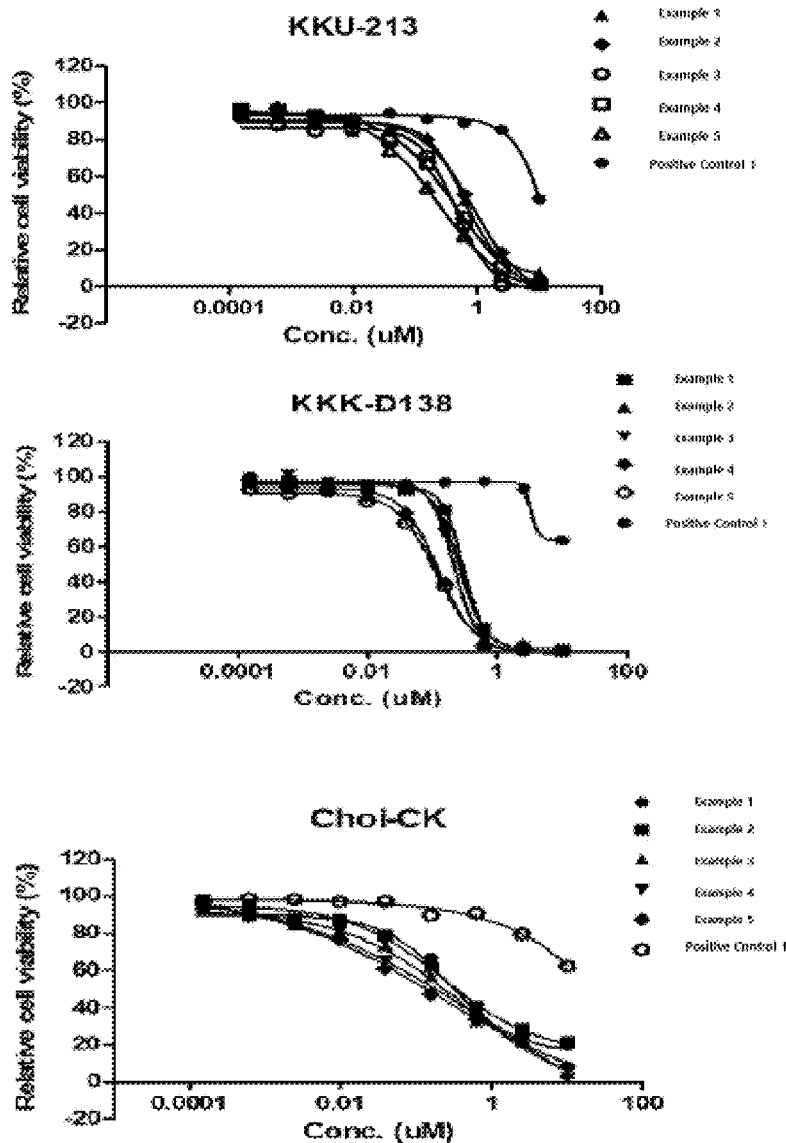 KKU-213
Example 1
Example 2
Example 3
Example 4
Example 5
Positive Control 1
Relative cell viability (%)
120
100
80
60
40
20
0
-20
0.0001
0.01
1
100
Conc. (uM)
KKK-D138
Example 1
Example 2
Example 3
Example 4
Example 5
Positive Control 1
Relative cell viability (%)
120
100
80
60
40
20
0
-20
0.0001
0.01
1
100
Conc. (uM)
Choi-CK
Example 1
Example 2
Example 3
Example 4
Example 5
Positive Control 1
Relative cell viability (%)
120
100
80
60
40
20
0
-20
0.0001
0.01
1
100
Conc. (uM)